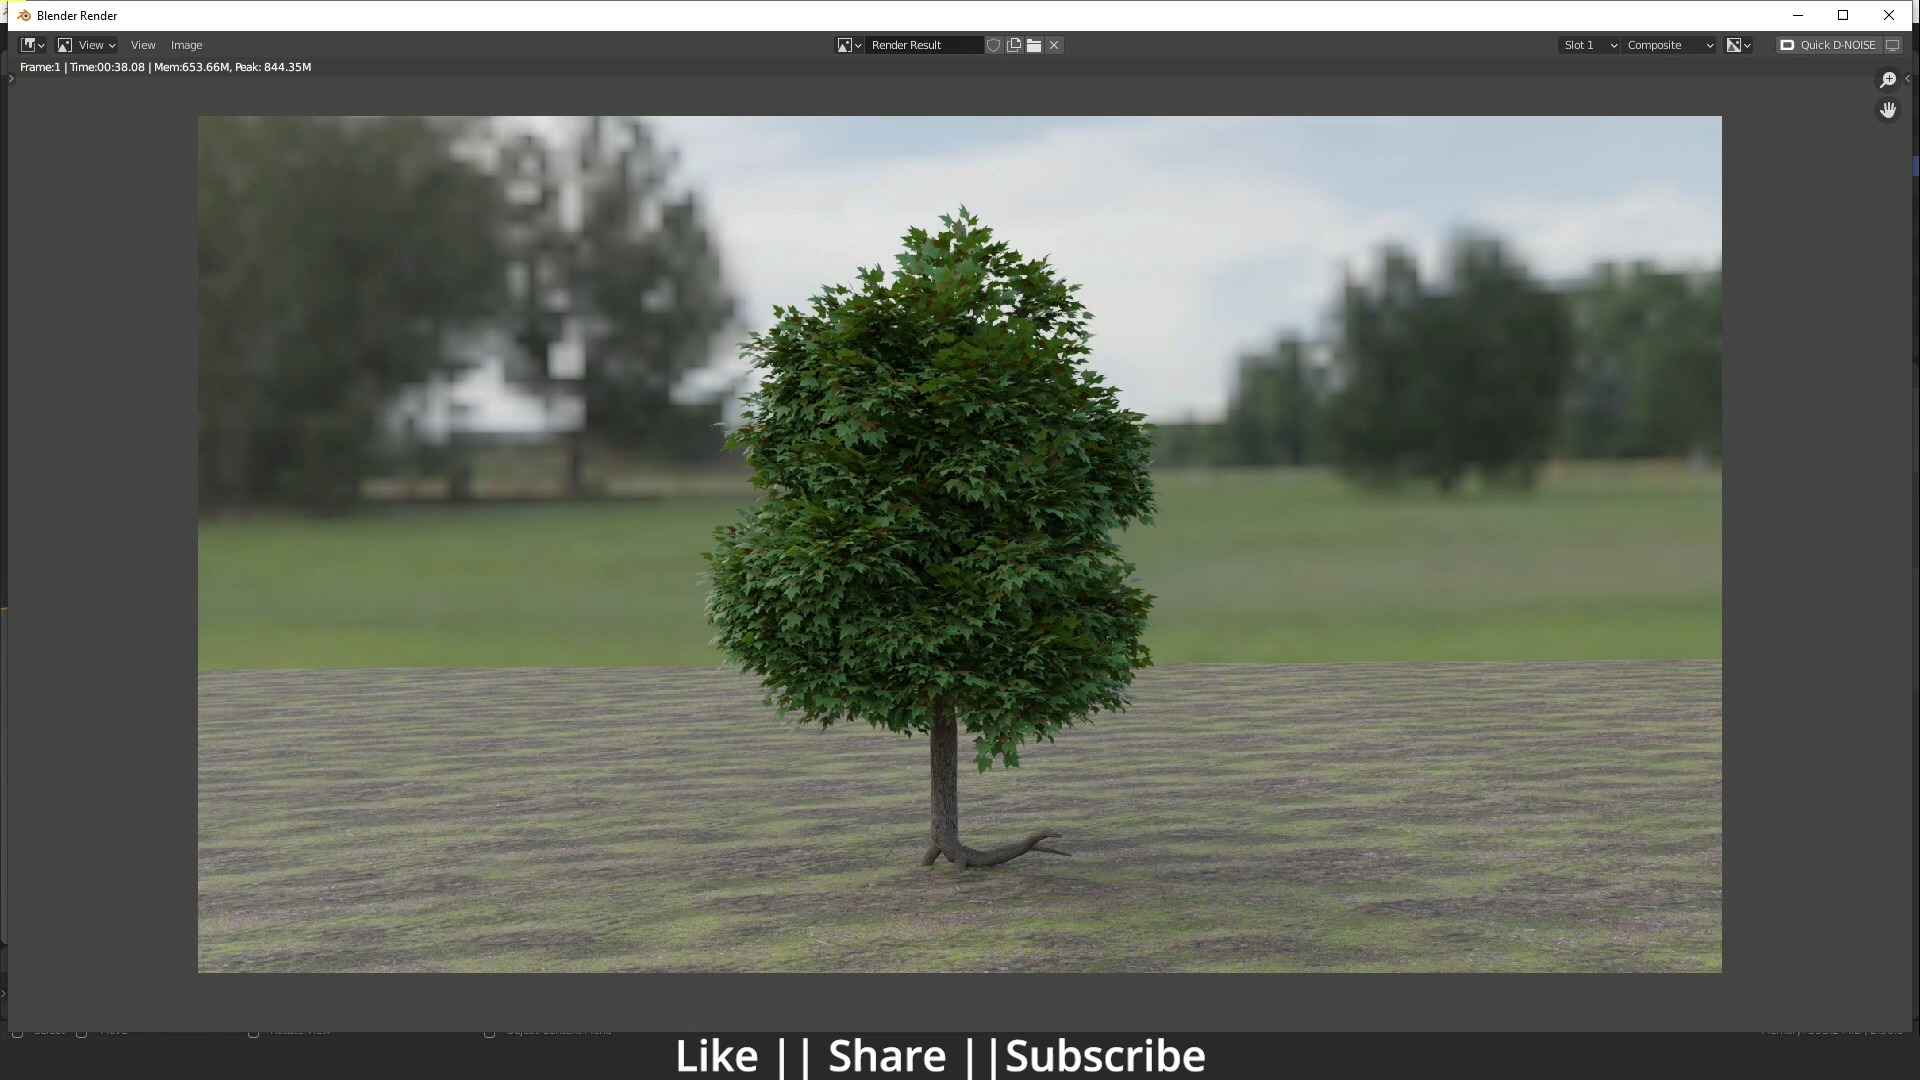 Blender Render
View View Image Render Result Slot 1 Composite Quick D-NOISE
Frame:1 | Time:00:38.08 | Mem:653.66M, Peak: 844.35M
Like || Share ||Subscribe